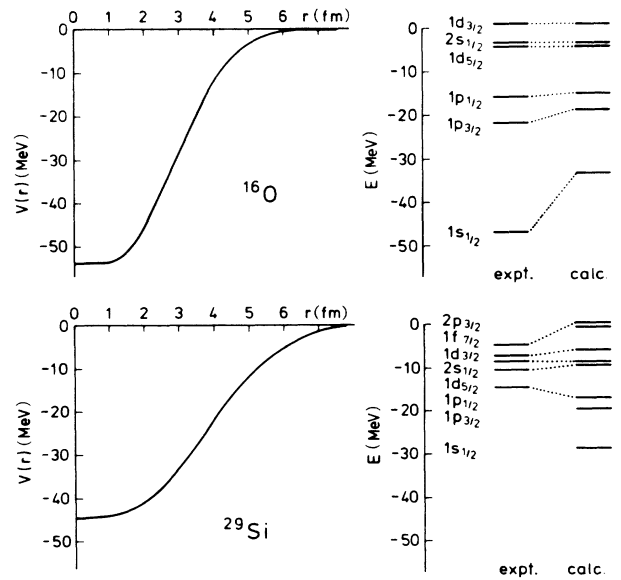 0 1 2 3 4 5 6 r(fm)
0
-10
-20
-30
-40
-50
V(r)(MeV)
¹⁶O
0
-10
-20
-30
-40
-50
E(MeV)
1d₃/₂
2s₁/₂
1d₅/₂
1p₁/₂
1p₃/₂
1s₁/₂
expt. calc.
0 1 2 3 4 5 6 r(fm)
0
-10
-20
-30
-40
-50
V(r)(MeV)
²⁹Si
0
-10
-20
-30
-40
-50
E(MeV)
2p₃/₂
1f₇/₂
1d₃/₂
2s₁/₂
1d₅/₂
1p₁/₂
1p₃/₂
1s₁/₂
expt. calc.